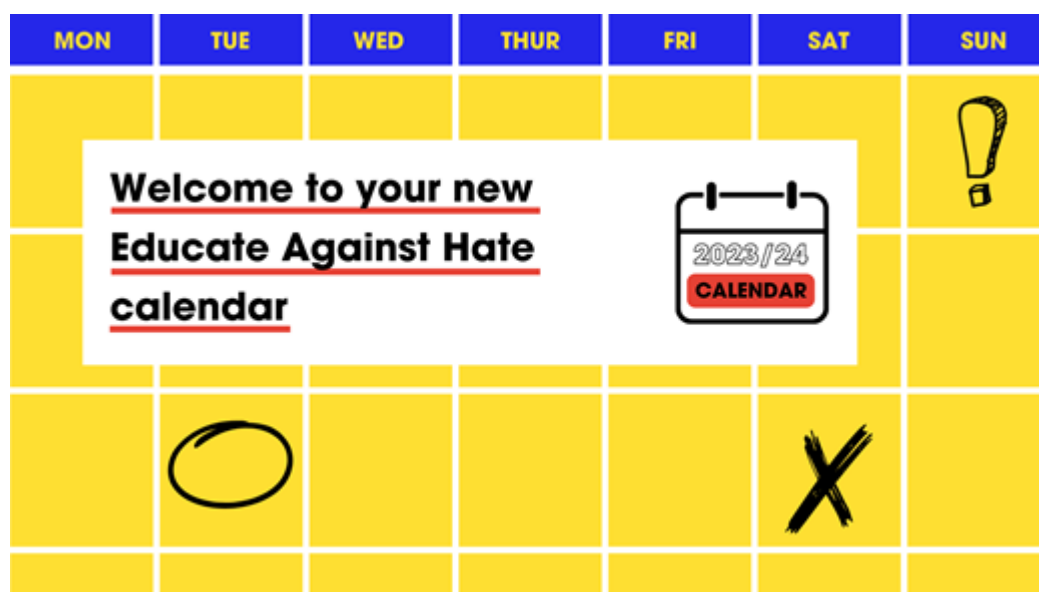 MON TUE WED THUR FRI SAT SUN
Welcome to your new
Educate Against Hate
calendar
2023/24
CALENDAR